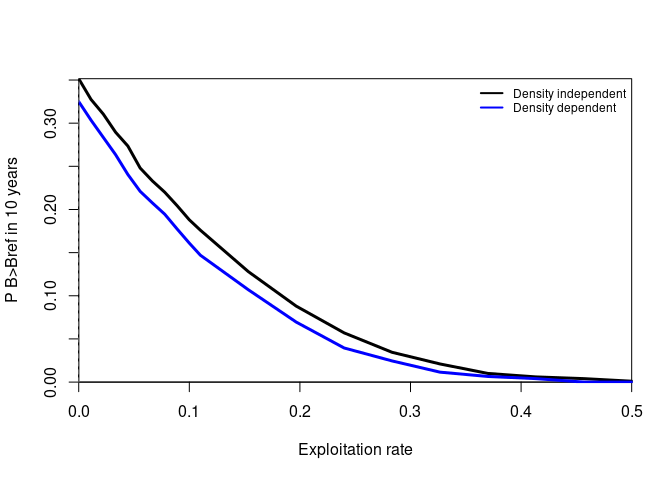 Density independent
Density dependent
P B>Bref in 10 years
0.30
0.20
0.10
0.00
0.0 0.1 0.2 0.3 0.4 0.5
Exploitation rate